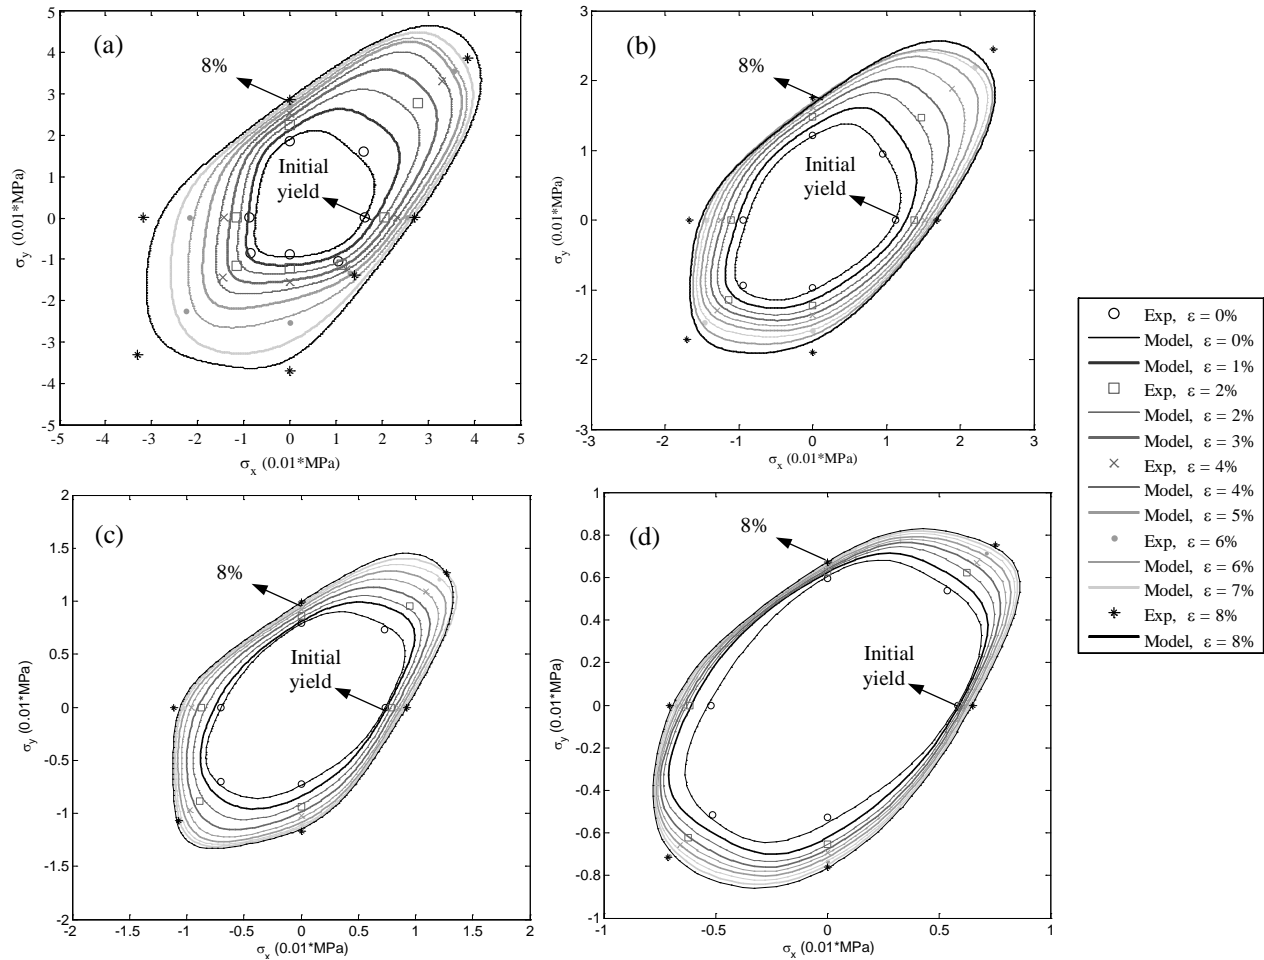 (a)
8%
Initial
yield
5
4
3
2
1
0
-1
-2
-3
-4
-5
-5
-4
-3
-2
-1
0
1
2
3
4
5
σy (0.01*MPa)
σx (0.01*MPa)
(b)
8%
Initial
yield
3
2
1
0
-1
-2
-3
-3
-2
-1
0
1
2
3
σy (0.01*MPa)
σx (0.01*MPa)
Exp, ε = 0%
Model, ε = 0%
Model, ε = 1%
Exp, ε = 2%
Model, ε = 2%
Model, ε = 3%
Exp, ε = 4%
Model, ε = 4%
Model, ε = 5%
Exp, ε = 6%
Model, ε = 6%
Model, ε = 7%
Exp, ε = 8%
Model, ε = 8%
(c)
8%
Initial
yield
2
1.5
1
0.5
0
-0.5
-1
-1.5
-2
-2
-1.5
-1
-0.5
0
0.5
1
1.5
2
σy (0.01*MPa)
σx (0.01*MPa)
(d)
8%
Initial
yield
1
0.8
0.6
0.4
0.2
0
-0.2
-0.4
-0.6
-0.8
-1
-1
-0.5
0
0.5
1
σy (0.01*MPa)
σx (0.01*MPa)